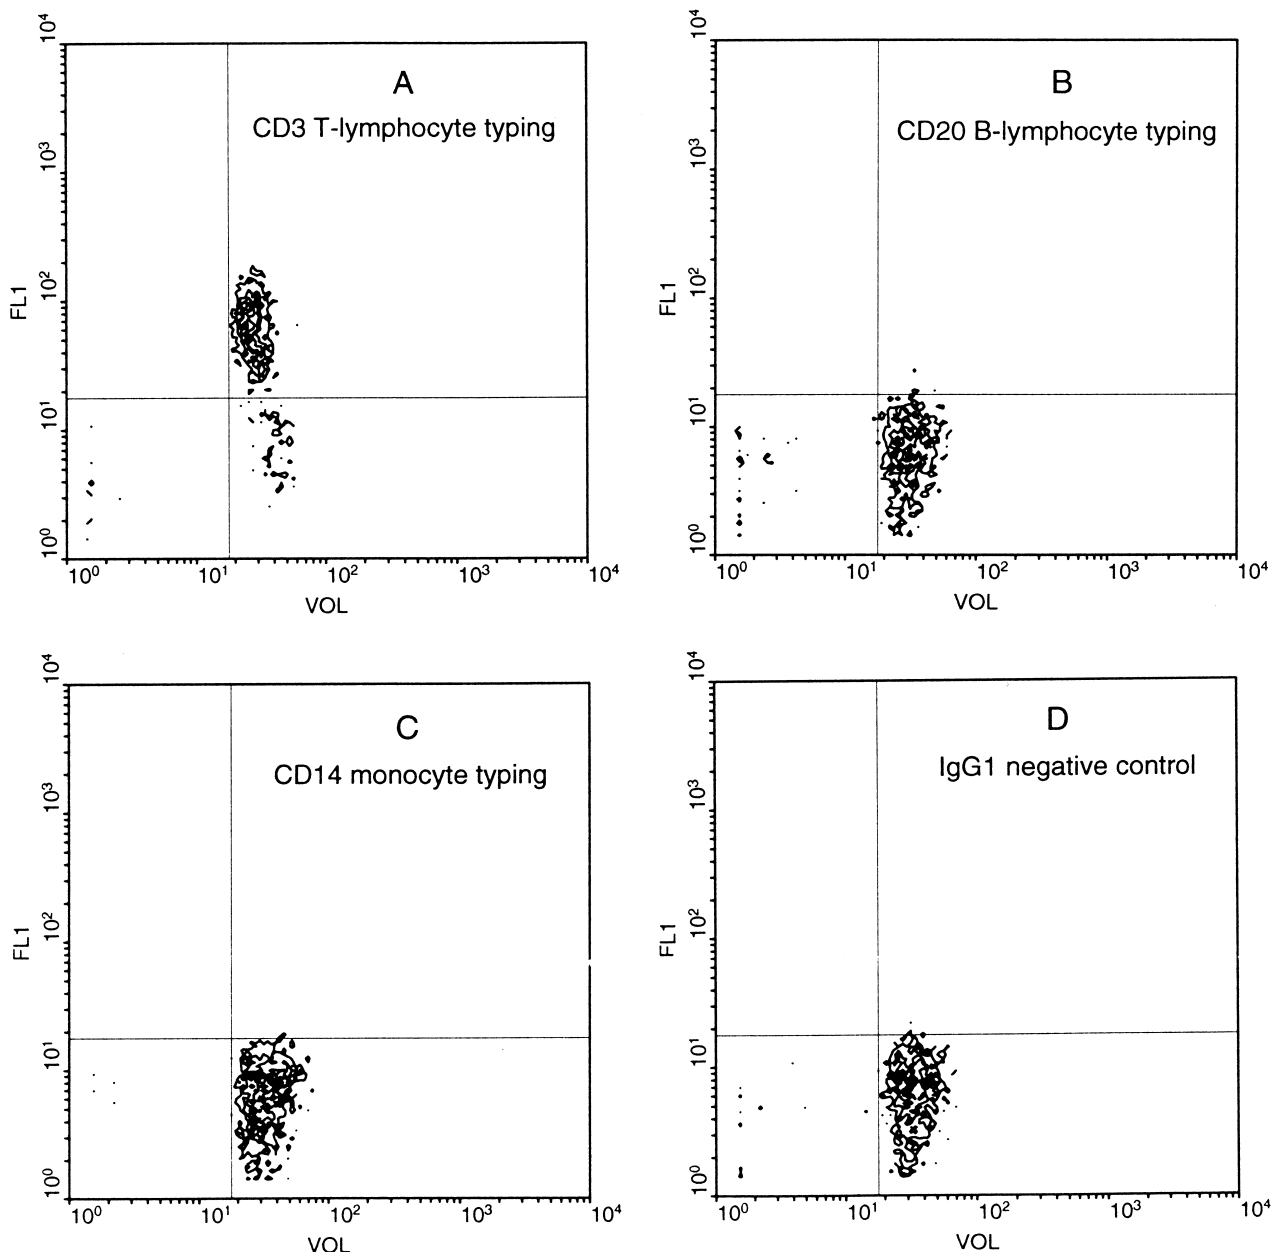 A
CD3 T-lymphocyte typing
FL1
10⁴
10³
10²
10¹
10⁰
10⁰ 10¹ 10² 10³ 10⁴
VOL
B
CD20 B-lymphocyte typing
FL1
10⁴
10³
10²
10¹
10⁰
10⁰ 10¹ 10² 10³ 10⁴
VOL
C
CD14 monocyte typing
FL1
10⁴
10³
10²
10¹
10⁰
10⁰ 10¹ 10² 10³ 10⁴
VOL
D
IgG1 negative control
FL1
10⁴
10³
10²
10¹
10⁰
10⁰ 10¹ 10² 10³ 10⁴
VOL